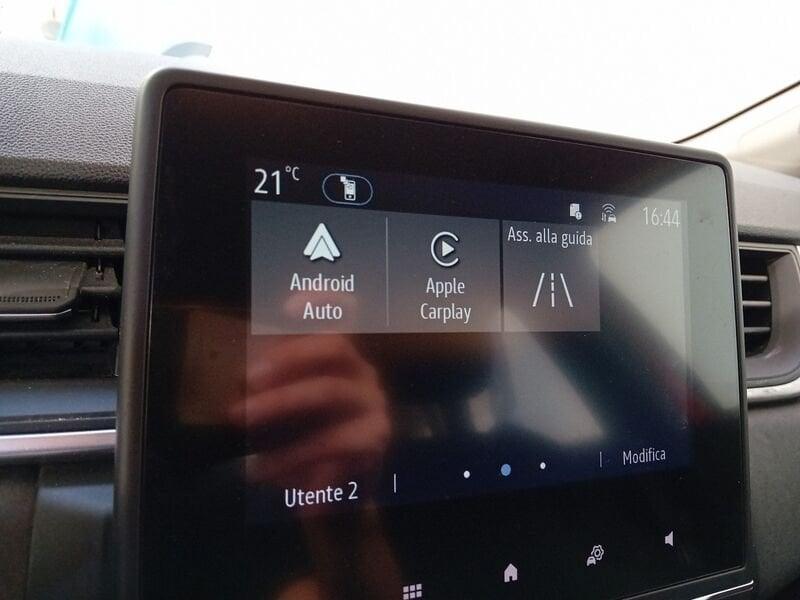 21°C
16:44
Android
Auto
Apple
Carplay
Ass. alla guida
Utente 2
Modifica